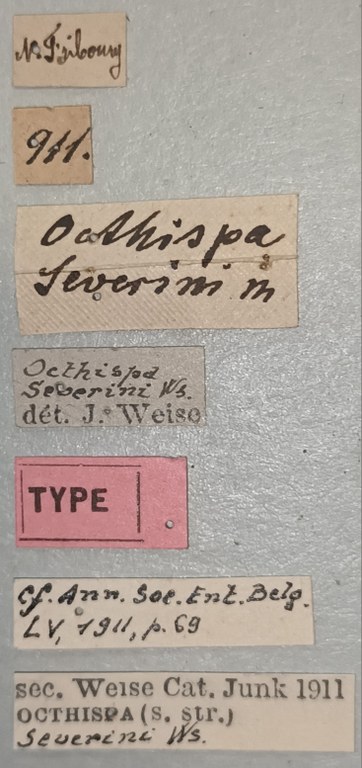 N. Fribourg
911.
Octhispa
Severini m
Octhispa
Severini Ws.
dét. J. Weise
TYPE
Cf. Ann. Soc. Ent. Belg.
LV, 1911, p. 69
sec. Weise Cat. Junk 1911
OCTHISPA (s. str.)
Severini Ws.